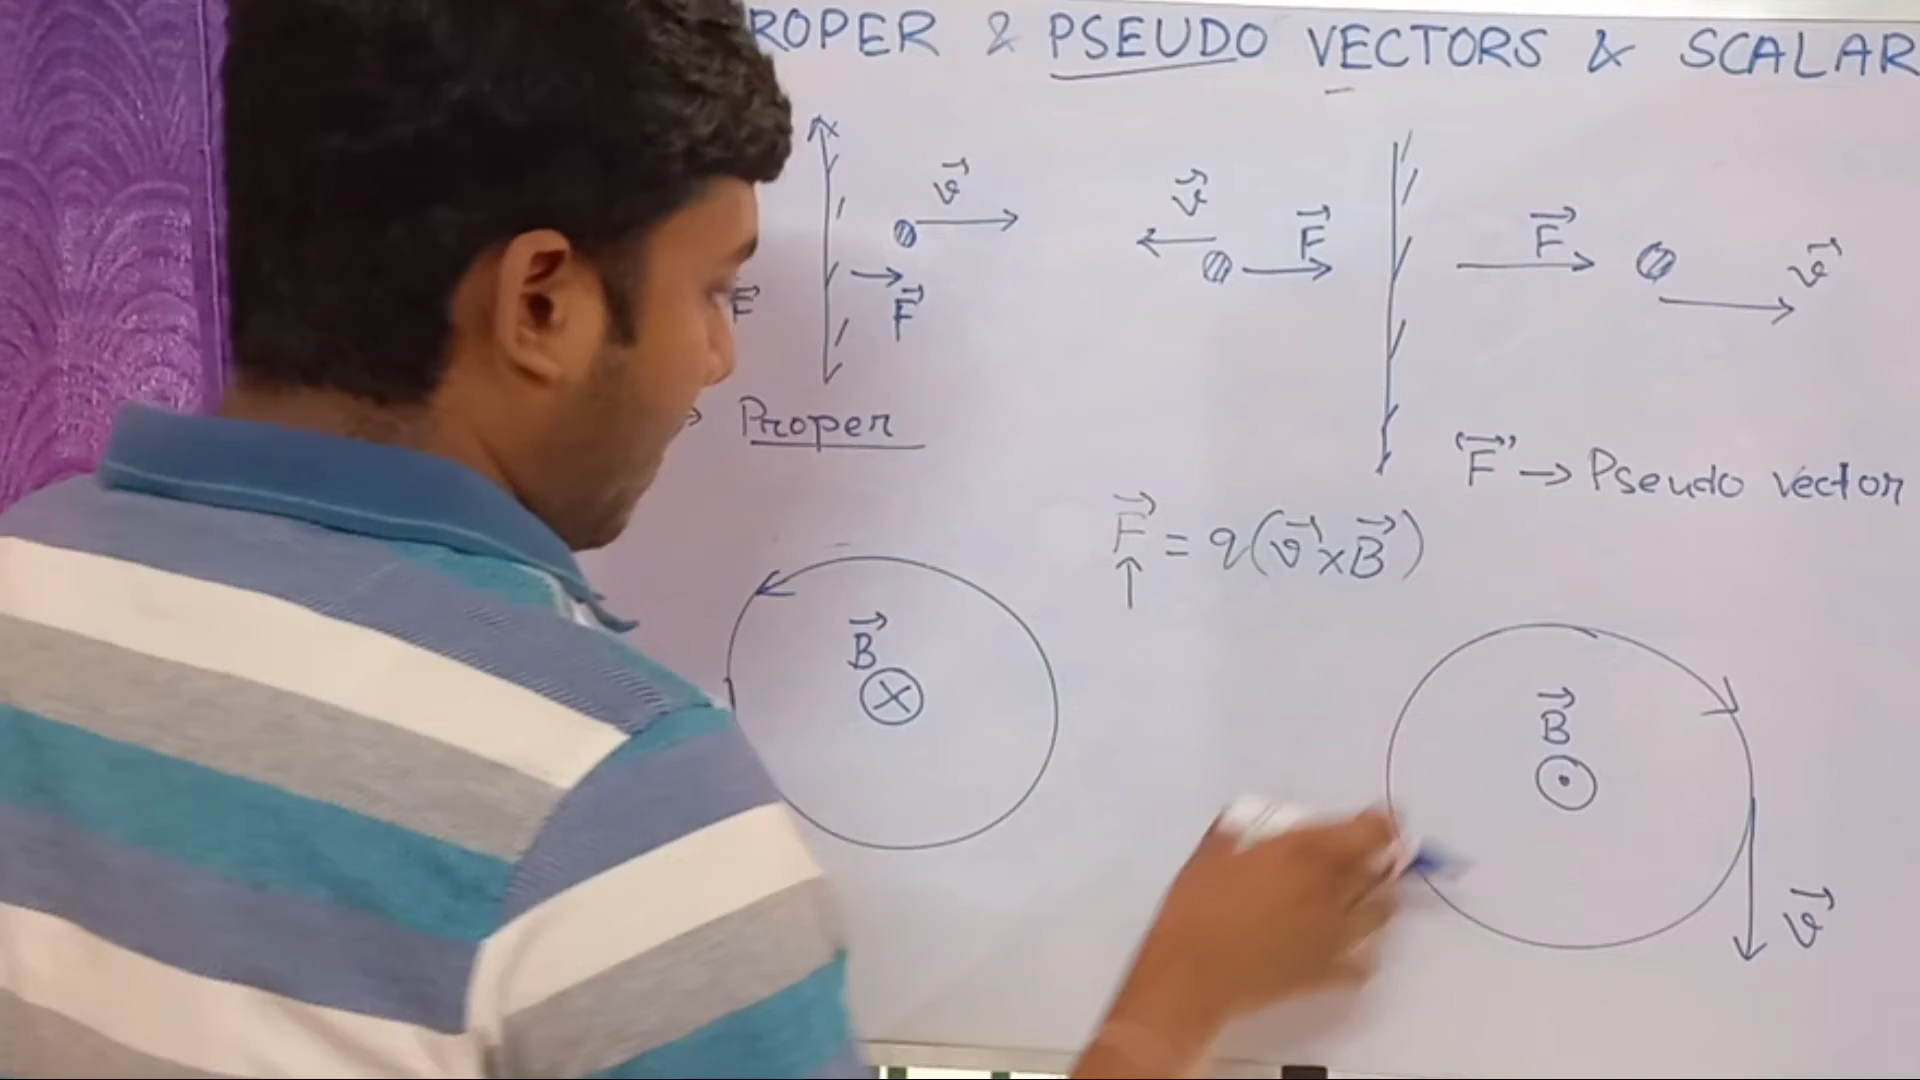 ROPER & PSEUDO VECTORS & SCALAR
v⃗
F⃗
F⃗
→ Proper
v⃗
F⃗
F⃗
v⃗
"F⃗" → Pseudo vector
F⃗ = q(v⃗ × B⃗)
↑
B⃗
B⃗
v⃗